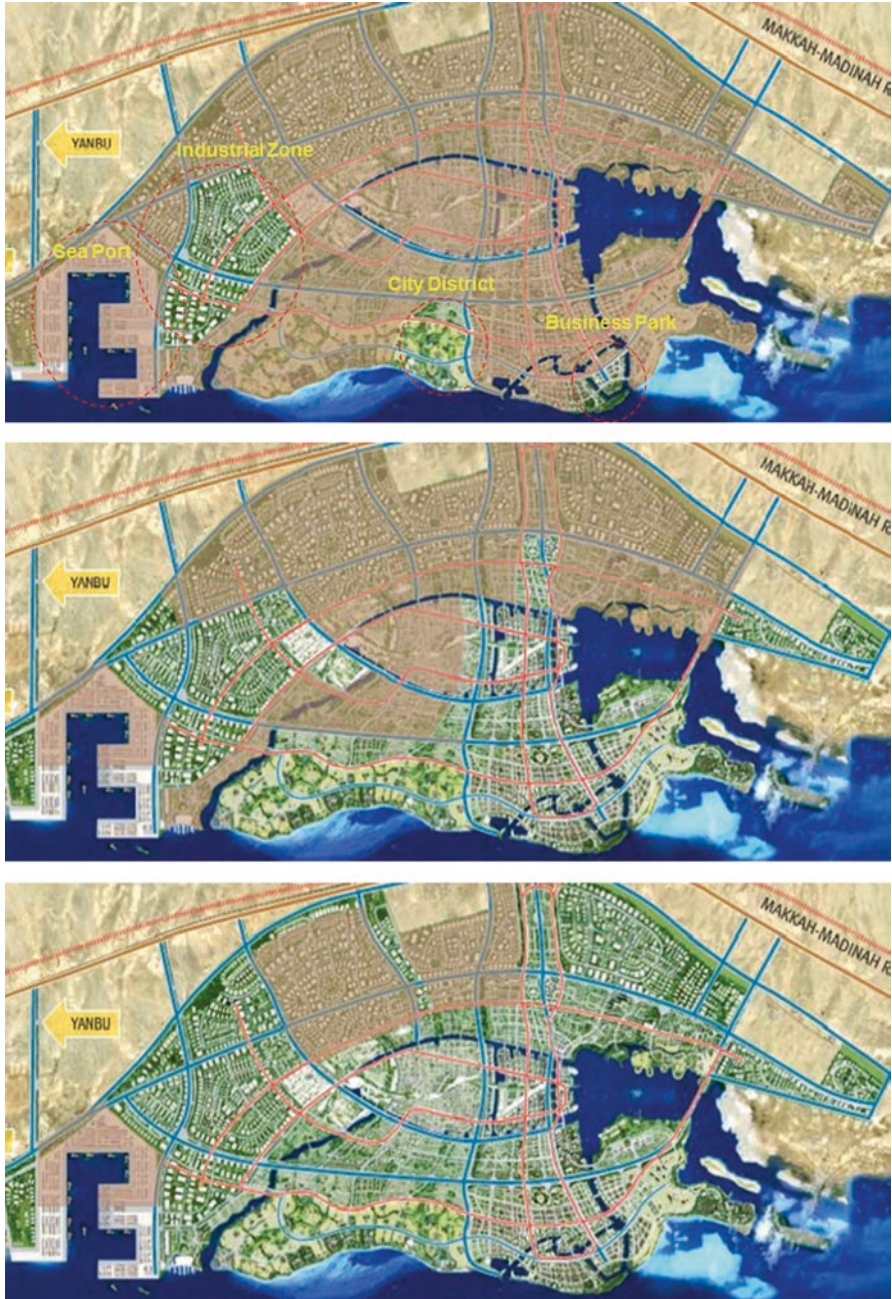 MAKKAH-MADINAH R
YANBU
Industrial Zone
Sea Port
City District
Business Park
MAKKAH-MADINAH R
YANBU
MAKKAH-MADINAH R
YANBU